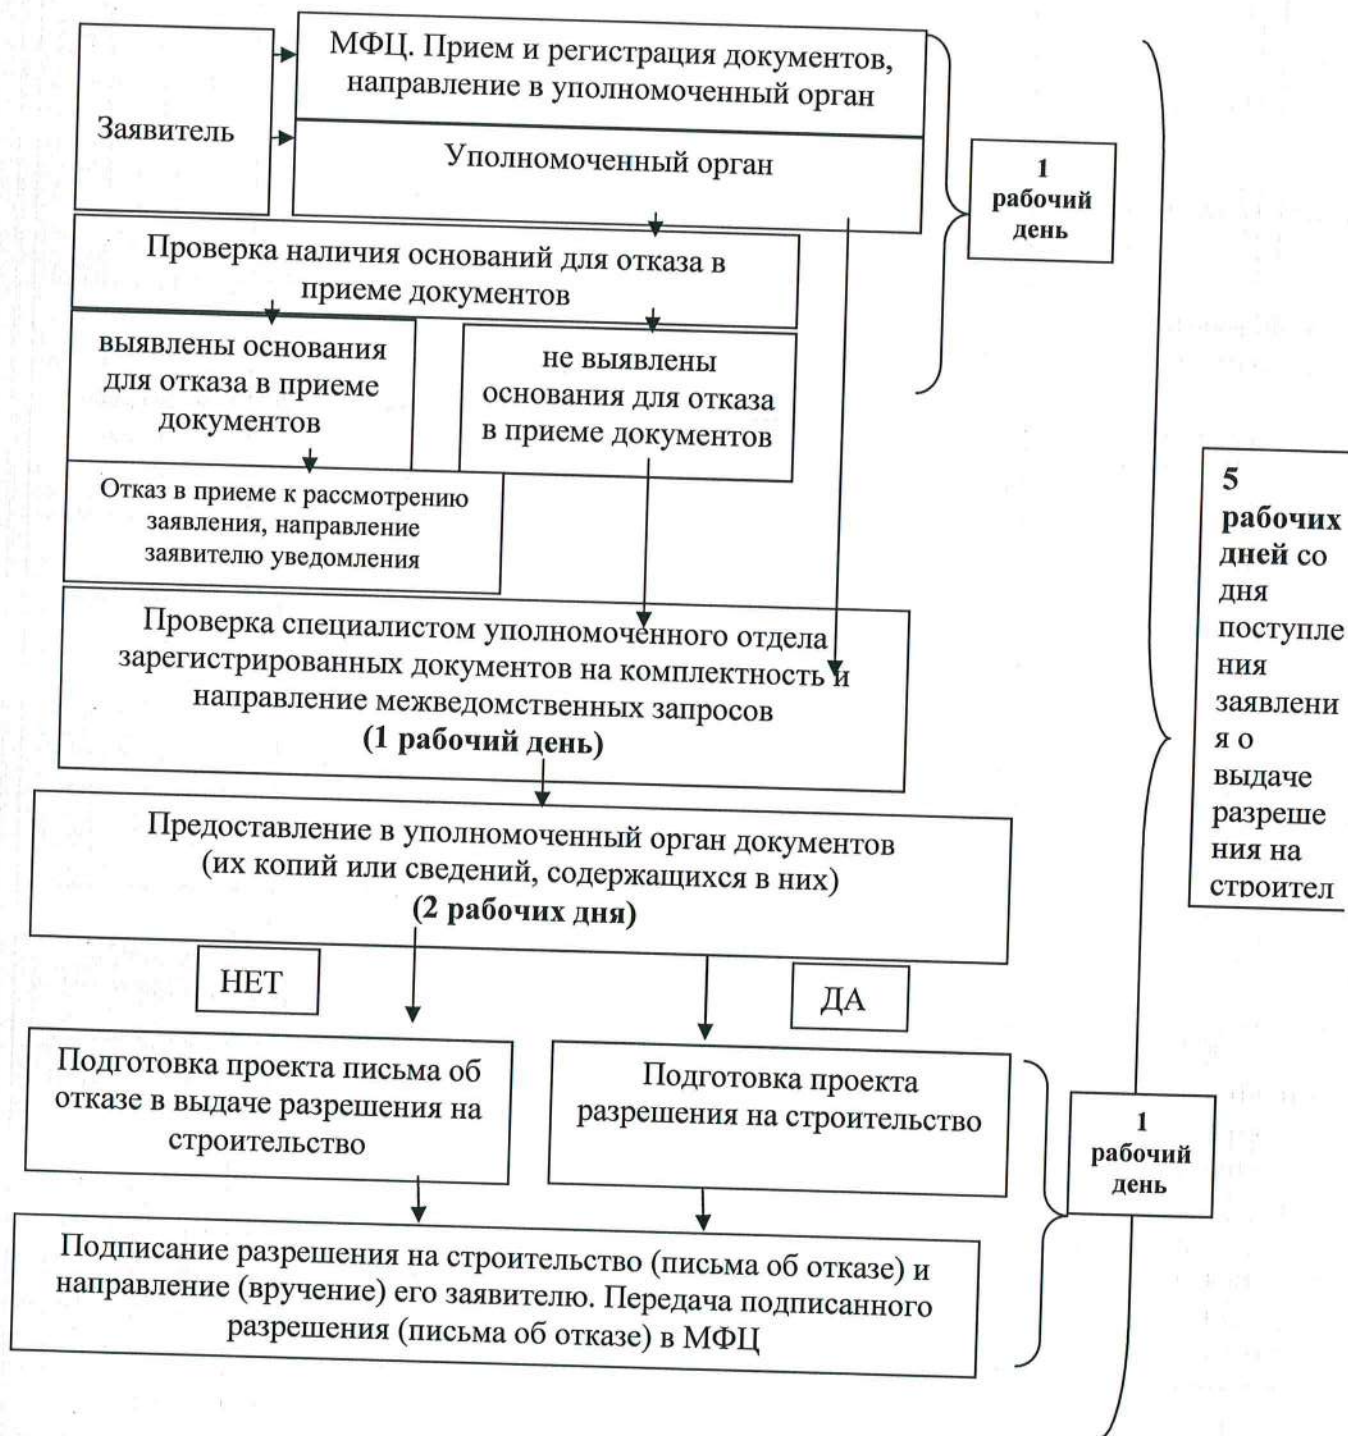 Заявитель
МФЦ. Прием и регистрация документов,
направление в уполномоченный орган
Уполномоченный орган
1
рабочий
день
Проверка наличия оснований для отказа в
приеме документов
выявлены основания
для отказа в приеме
документов
не выявлены
основания для отказа
в приеме документов
Отказ в приеме к рассмотрению
заявления, направление
заявителю уведомления
5
рабочих
дней со
дня
поступле
ния
заявлени
я о
выдаче
разреше
ния на
строител
Проверка специалистом уполномоченного отдела
зарегистрированных документов на комплектность и
направление межведомственных запросов
(1 рабочий день)
Предоставление в уполномоченный орган документов
(их копий или сведений, содержащихся в них)
(2 рабочих дня)
НЕТ
ДА
Подготовка проекта письма об
отказе в выдаче разрешения на
строительство
Подготовка проекта
разрешения на строительство
1
рабочий
день
Подписание разрешения на строительство (письма об отказе) и
направление (вручение) его заявителю. Передача подписанного
разрешения (письма об отказе) в МФЦ